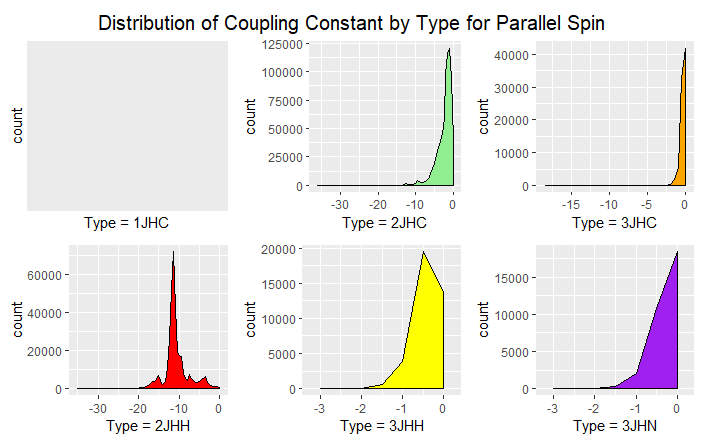 Distribution of Coupling Constant by Type for Parallel Spin
count
Type = 1JHC
count
125000
100000
75000
50000
25000
0
-30 -20 -10 0
Type = 2JHC
count
40000
30000
20000
10000
0
-15 -10 -5 0
Type = 3JHC
count
60000
40000
20000
0
-30 -20 -10 0
Type = 2JHH
count
20000
15000
10000
5000
0
-3 -2 -1 0
Type = 3JHH
count
15000
10000
5000
0
-3 -2 -1 0
Type = 3JHN